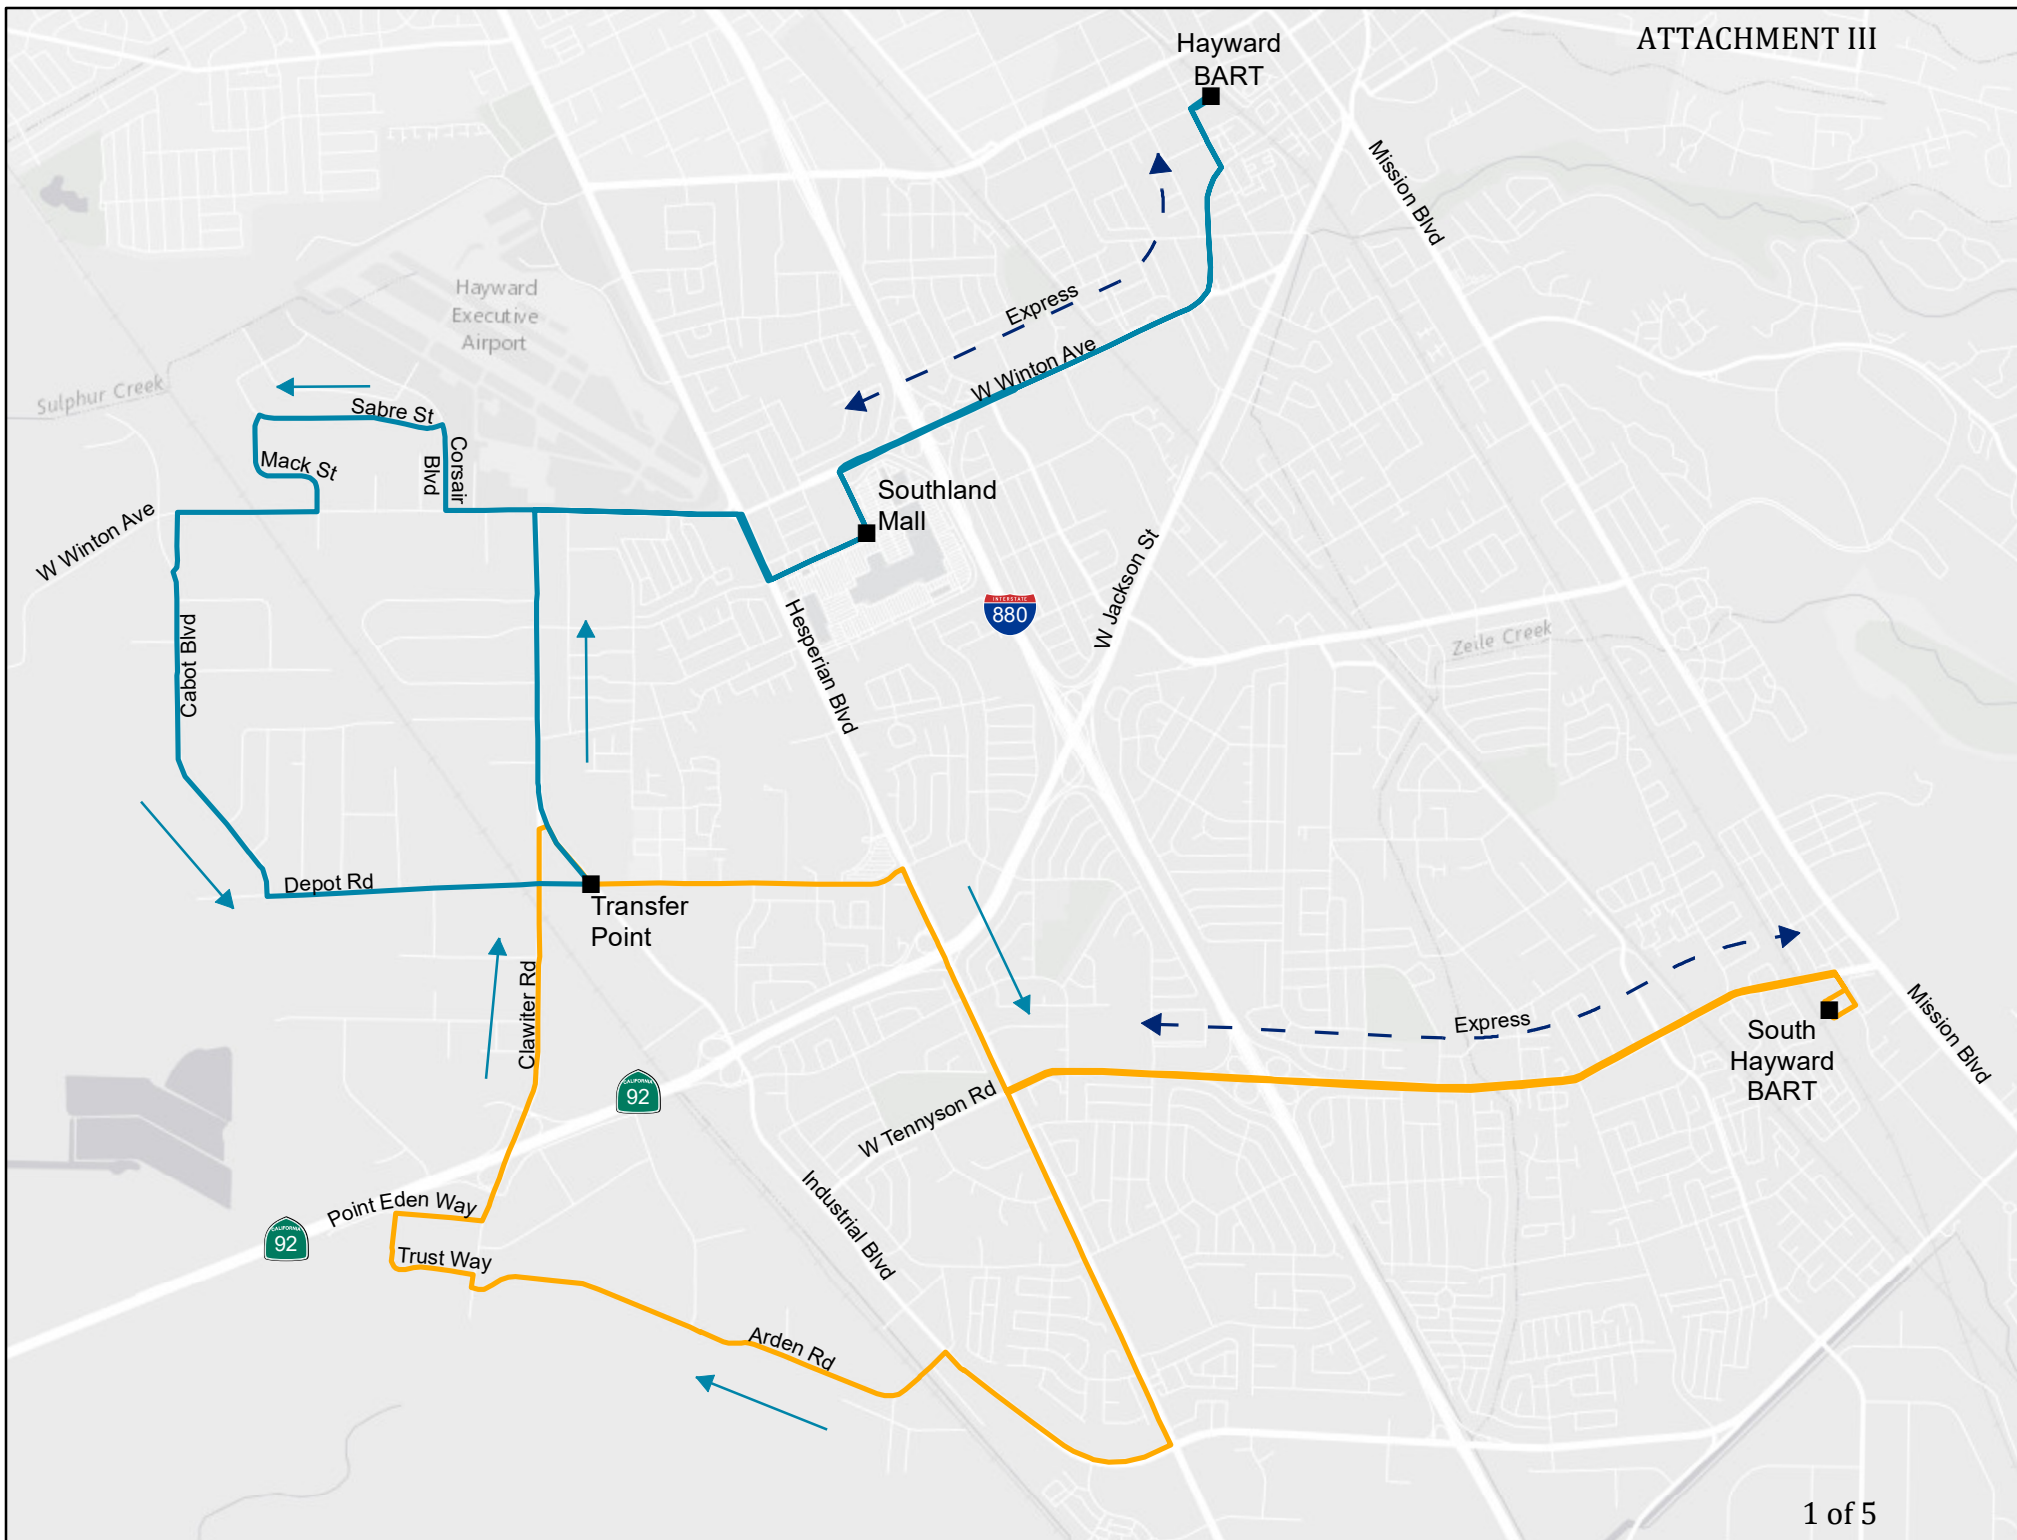 ATTACHMENT III
Hayward
BART
Mission Blvd
Hayward
Executive
Airport
Express
W Winton Ave
Sulphur Creek
Sabre St
Corsair
Blvd
Mack St
Southland
Mall
W Winton Ave
INTERSTATE
880
W Jackson St
Hesperian Blvd
Zeile Creek
Cabot Blvd
Depot Rd
Transfer
Point
Clawiter Rd
Express
Mission Blvd
South
Hayward
BART
CALIFORNIA
92
W Tennyson Rd
Industrial Blvd
Point Eden Way
CALIFORNIA
92
Trust Way
Arden Rd
1 of 5